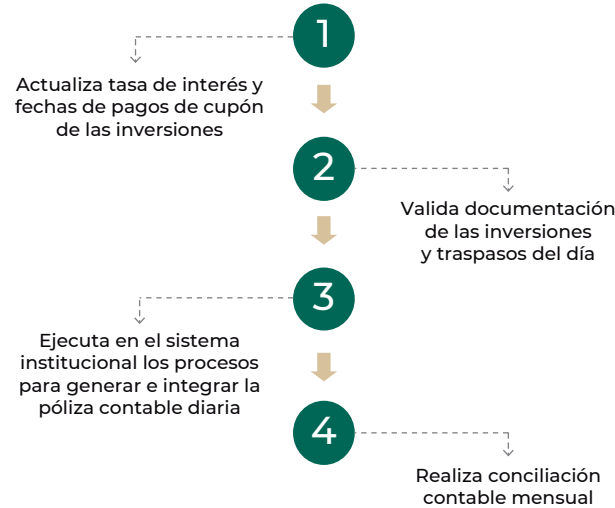 1
Actualiza tasa de interés y
fechas de pagos de cupón
de las inversiones
2
Valida documentación
de las inversiones
y traspasos del día
3
Ejecuta en el sistema
institucional los procesos
para generar e integrar la
póliza contable diaria
4
Realiza conciliación
contable mensual